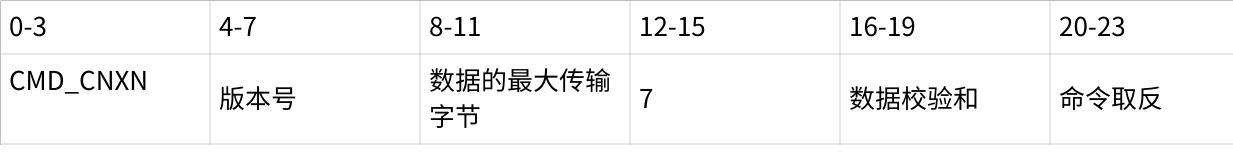 0-3 4-7 8-11 12-15 16-19 20-23
CMD_CNXN 版本号 数据的最大传输 7 数据校验和 命令取反
字节